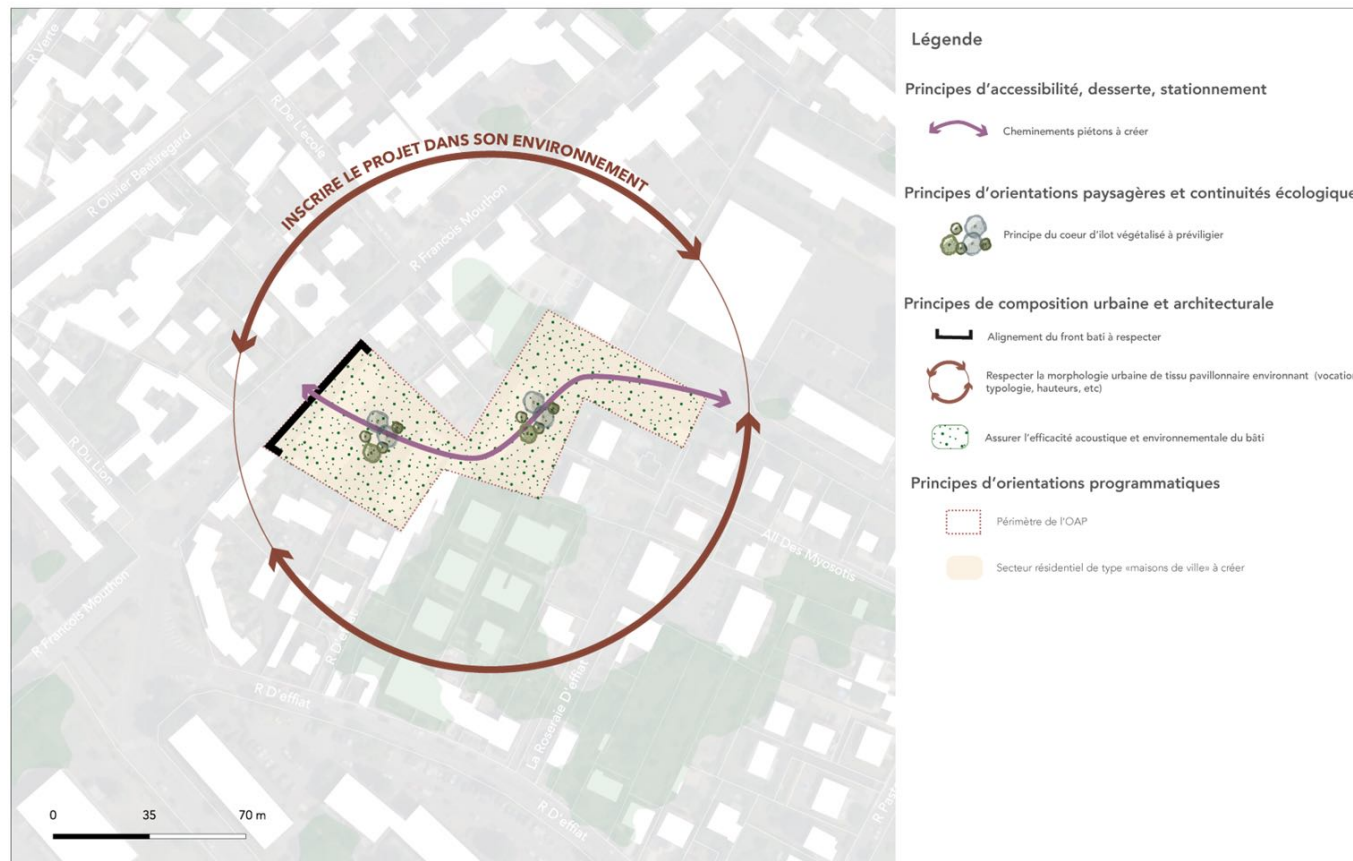 R Verte
R De L'ecole
R Olivier Beauregard
INSCRIRE LE PROJET DANS SON ENVIRONNEMENT
R François Mouthon
R Du Lion
R François Mouthon
R D'effiat
R D'effiat
La Roseraie D'effiat
R D'effiat
All Des Myosotis
0 35 70 m
Légende
Principes d'accessibilité, desserte, stationnement
Cheminements piétons à créer
Principes d'orientations paysagères et continuités écologique
Principe du coeur d'ilot végétalisé à préviligier
Principes de composition urbaine et architecturale
Alignement du front bati à respecter
Respecter la morphologie urbaine de tissu pavillonnaire environnant (vocation
typologie, hauteurs, etc)
Assurer l'efficacité acoustique et environnementale du bâti
Principes d'orientations programmatiques
Périmètre de l'OAP
Secteur résidentiel de type «maisons de ville» à créer